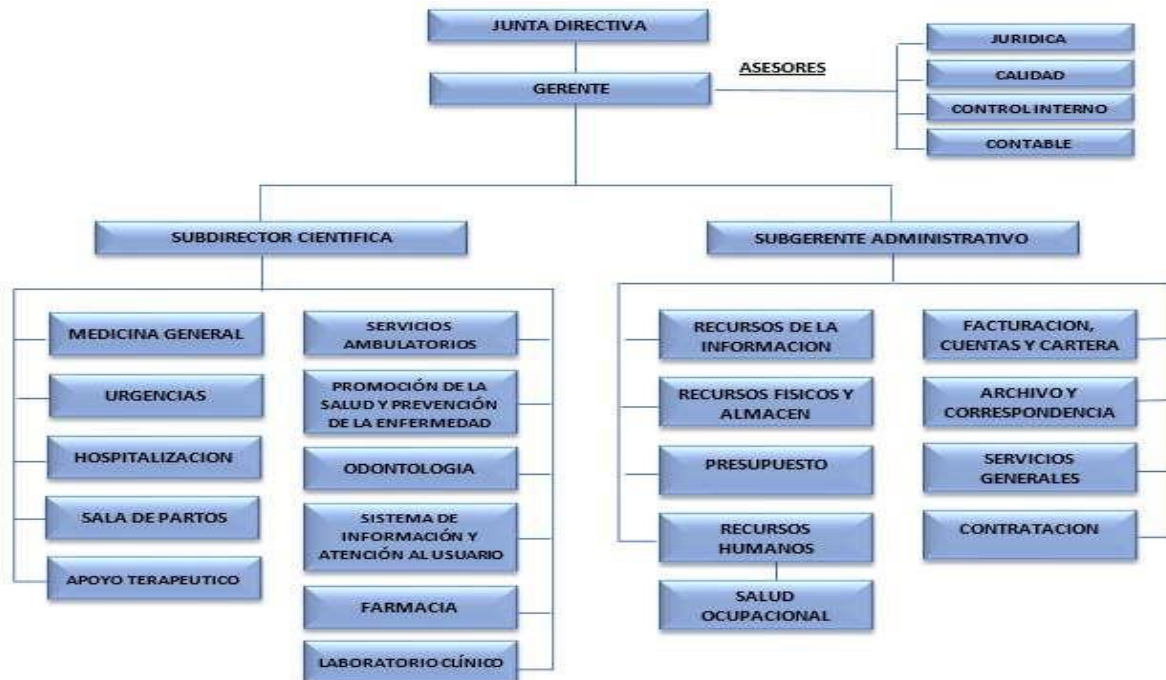 JUNTA DIRECTIVA
GERENTE
ASESORES
JURIDICA
CALIDAD
CONTROL INTERNO
CONTABLE
SUBDIRECTOR CIENTIFICA
SUBGERENTE ADMINISTRATIVO
MEDICINA GENERAL
URGENCIAS
HOSPITALIZACION
SALA DE PARTOS
APOYO TERAPEUTICO
SERVICIOS
AMBULATORIOS
PROMOCIÓN DE LA
SALUD Y PREVENCIÓN
DE LA ENFERMEDAD
ODONTOLOGIA
SISTEMA DE
INFORMACIÓN Y
ATENCIÓN AL USUARIO
FARMACIA
LABORATORIO CLÍNICO
RECURSOS DE LA
INFORMACION
RECURSOS FISICOS Y
ALMACEN
PRESUPUESTO
RECURSOS
HUMANOS
SALUD
OCUPACIONAL
FACTURACION,
CUENTAS Y CARTERA
ARCHIVO Y
CORRESPONDENCIA
SERVICIOS
GENERALES
CONTRATACION